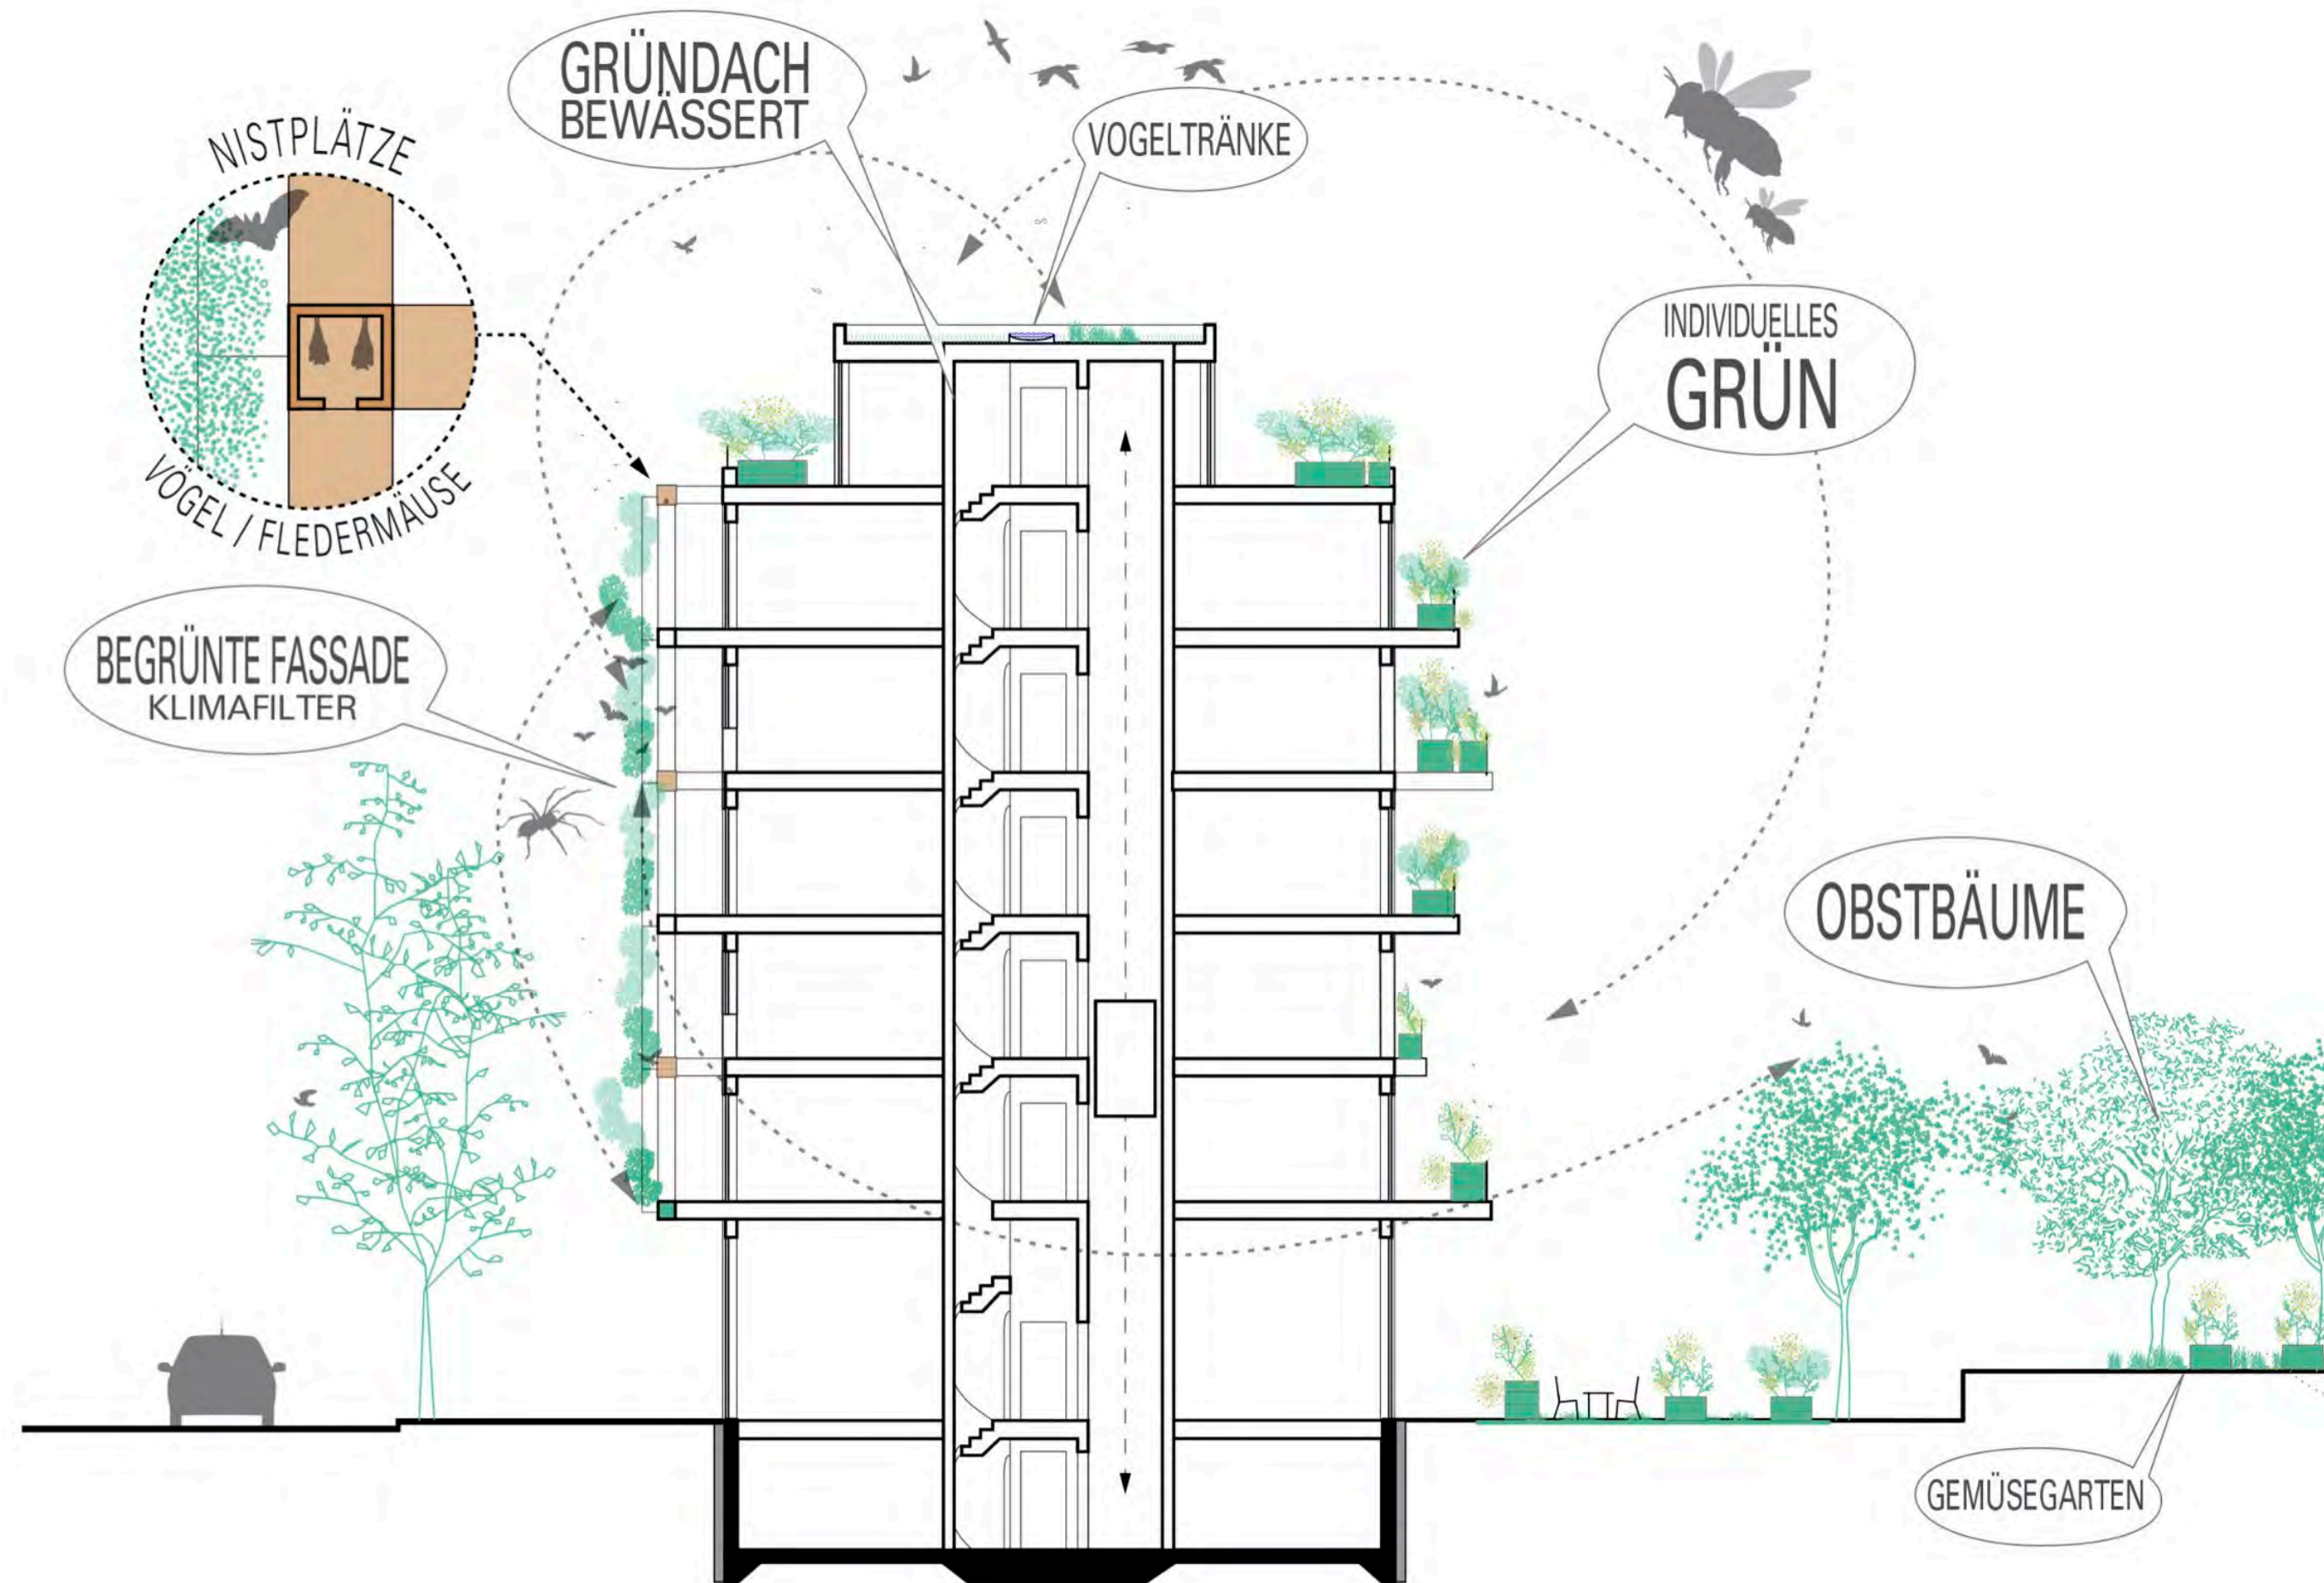 GRÜNDACH
BEWÄSSERT
VOGELTRÄNKE
NISTPLÄTZE
VÖGEL / FLEDERMÄUSE
INDIVIDUELLES
GRÜN
BEGRÜNTE FASSADE
KLIMAFILTER
OBSTBÄUME
GEMÜSEGARTEN